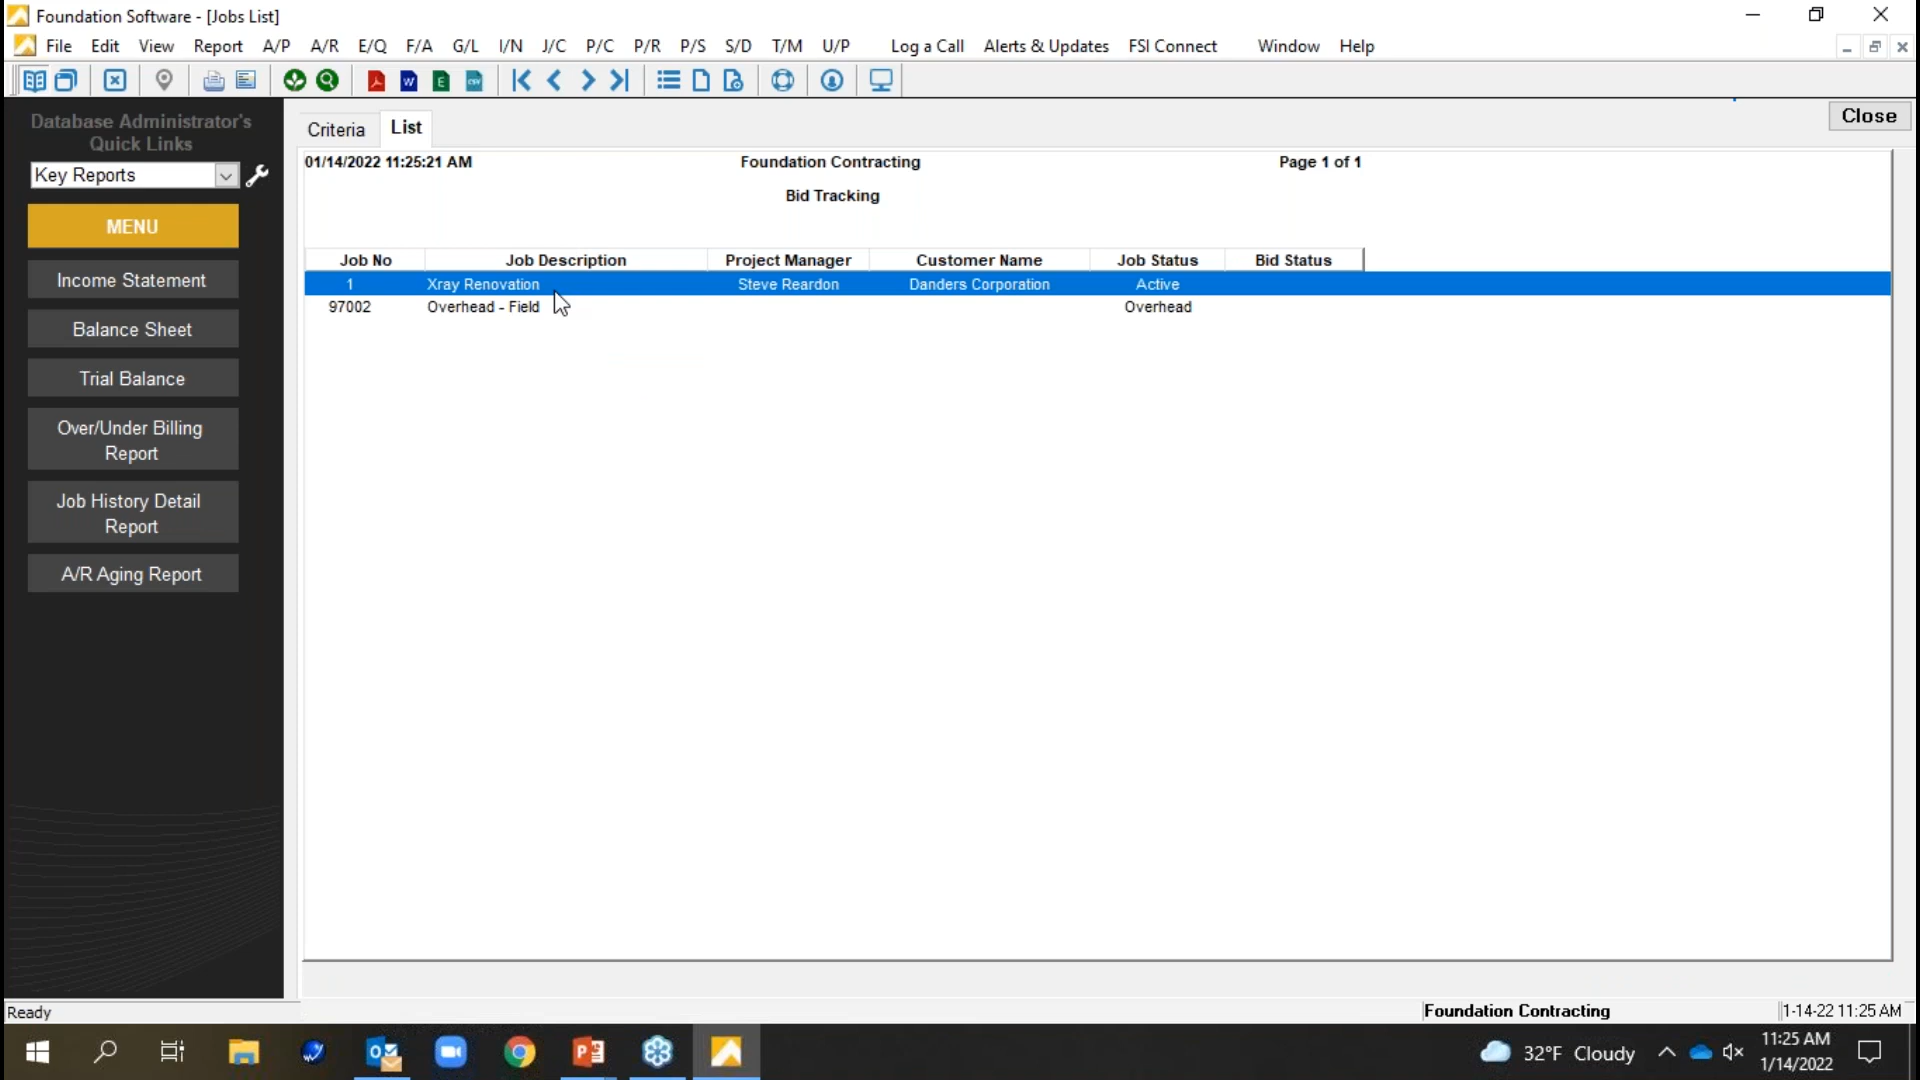 Foundation Software - [Jobs List]
File Edit View Report A/P A/R E/Q F/A G/L I/N J/C P/C P/R P/S S/D T/M U/P Log a Call Alerts & Updates FSI Connect Window Help
Database Administrator's
Quick Links
Key Reports
MENU
Income Statement
Balance Sheet
Trial Balance
Over/Under Billing
Report
Job History Detail
Report
A/R Aging Report
Criteria List
Close
01/14/2022 11:25:21 AM Foundation Contracting Page 1 of 1
Bid Tracking
Job No Job Description Project Manager Customer Name Job Status Bid Status
1 Xray Renovation Steve Reardon Danders Corporation Active
97002 Overhead - Field Overhead
Ready Foundation Contracting 1-14-22 11:25 AM
32°F Cloudy
11:25 AM
1/14/2022